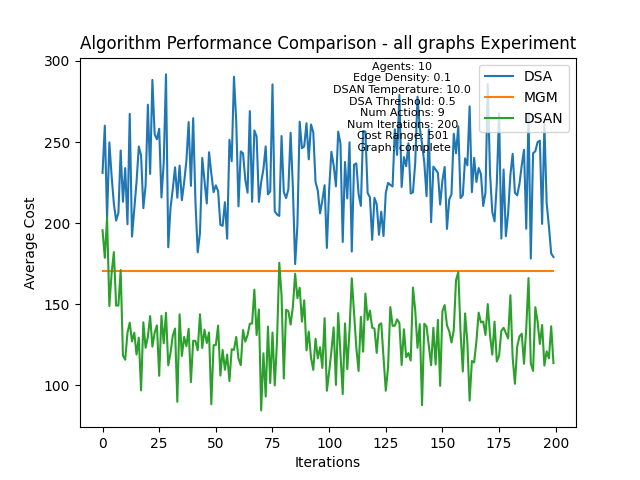 Algorithm Performance Comparison - all graphs Experiment
Agents: 10
Edge Density: 0.1
DSAN Temperature: 10.0
DSA Threshold: 0.5
Num Actions: 9
Num Iterations: 200
Cost Range: 501
Graph: complete
DSA
MGM
DSAN
Average Cost
300
250
200
150
100
0 25 50 75 100 125 150 175 200
Iterations